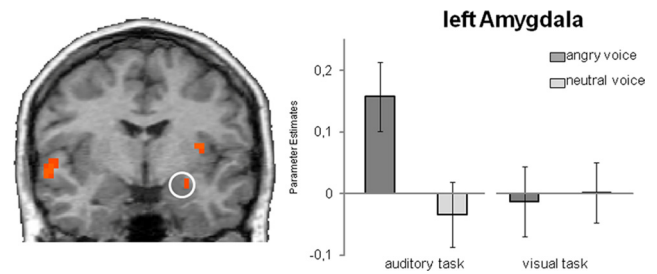 left Amygdala
angry voice
neutral voice
Parameter Estimates
0,2
0,1
0
-0,1
auditory task
visual task